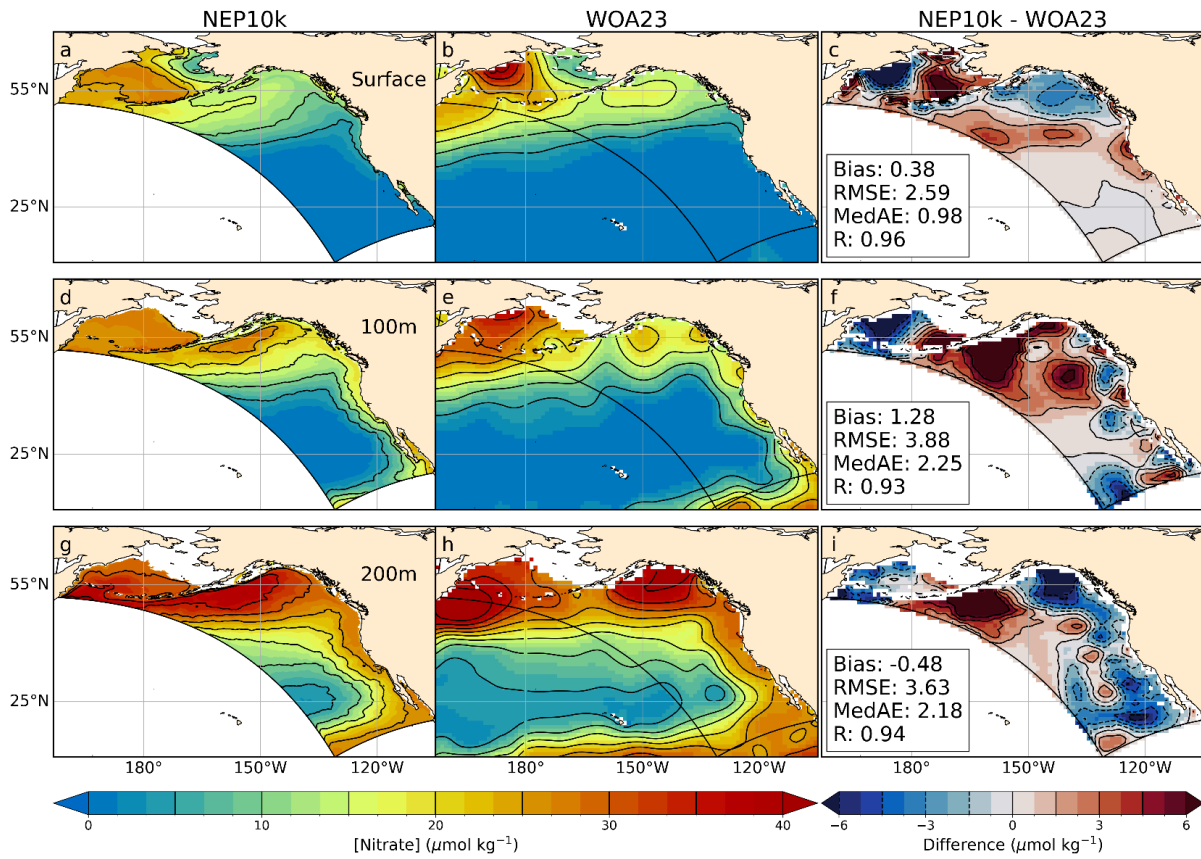 NEP10k WOA23 NEP10k - WOA23
a Surface b c
55°N
25°N
Bias: 0.38
RMSE: 2.59
MedAE: 0.98
R: 0.96
d 100m e f
55°N
25°N
Bias: 1.28
RMSE: 3.88
MedAE: 2.25
R: 0.93
g 200m h i
55°N
25°N
Bias: -0.48
RMSE: 3.63
MedAE: 2.18
R: 0.94
180° 150°W 120°W 180° 150°W 120°W 180° 120°W
0 10 20 30 40 −6 −3 0 3 6
[Nitrate] (μmol kg⁻¹) Difference (μmol kg⁻¹)